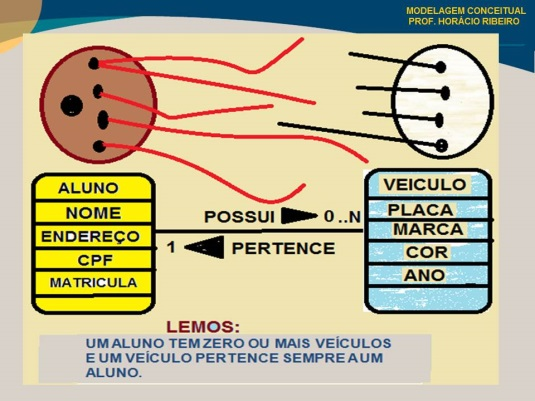 MODELAGEM CONCEITUAL
PROF. HORÁCIO RIBEIRO
ALUNO
NOME
ENDEREÇO
CPF
MATRICULA
POSSUI 0 ..N
1 PERTENCE
VEICULO
PLACA
MARCA
COR
ANO
LEMOS:
UM ALUNO TEM ZERO OU MAIS VEÍCULOS
E UM VEÍCULO PERTENCE SEMPRE A UM
ALUNO.